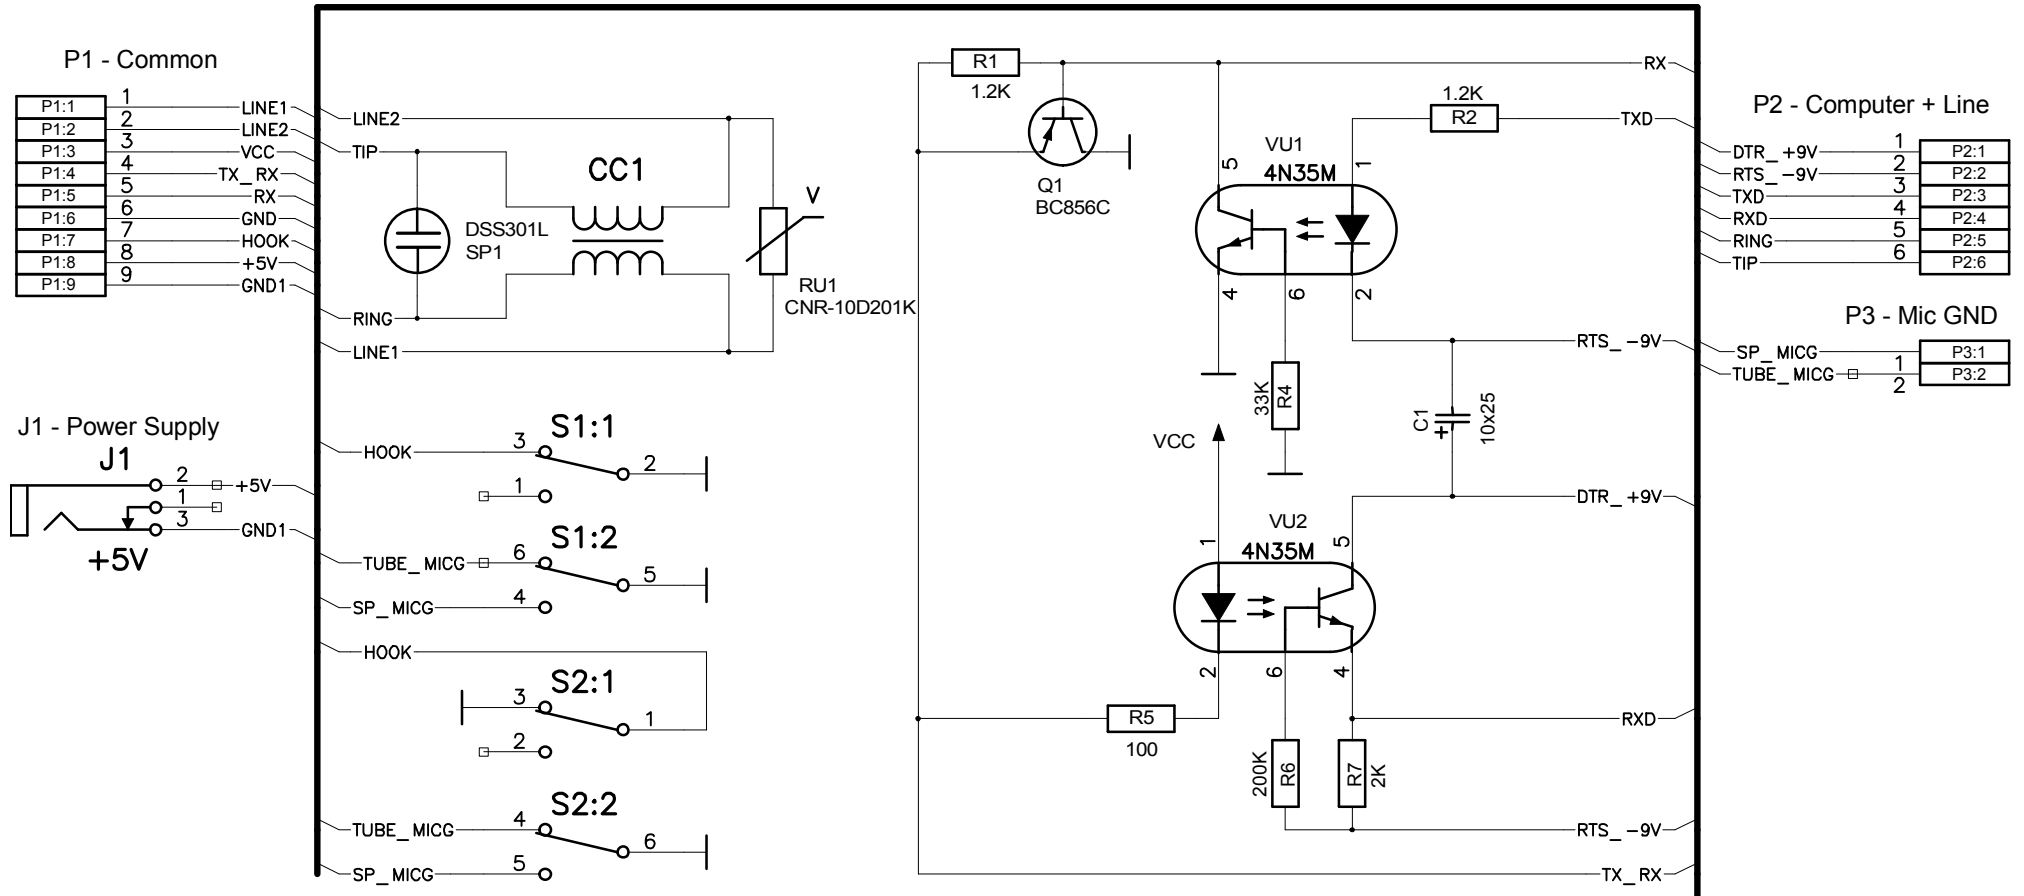 P1 - Common
P1:1 1 LINE1
P1:2 2 LINE2
P1:3 3 VCC
P1:4 4 TX_RX
P1:5 5 RX
P1:6 6 GND
P1:7 7 HOOK
P1:8 8 +5V
P1:9 9 GND1
J1 - Power Supply
J1
2 +5V
1
3 GND1
+5V
LINE2
TIP
CC1
V
DSS301L
SP1
RU1
CNR-10D201K
RING
LINE1
S1:1
HOOK 3
2
1
S1:2
TUBE_MICG 6
5
SP_MICG 4
HOOK
S2:1
3
1
2
S2:2
TUBE_MICG 4
6
SP_MICG 5
R1
1.2K
RX
Q1
BC856C
1.2K
R2
TXD
VU1
4N35M
5 1
4 6 2
RTS_-9V
33K
R4
C1
10x25
+
VCC
DTR_+9V
VU2
4N35M
1 5
2 6 4
R5
100
RXD
200K
R6
R7
2K
RTS_-9V
TX_RX
P2 - Computer + Line
DTR_+9V 1 P2:1
RTS_-9V 2 P2:2
TXD 3 P2:3
RXD 4 P2:4
RING 5 P2:5
TIP 6 P2:6
P3 - Mic GND
SP_MICG 1 P3:1
TUBE_MICG 2 P3:2